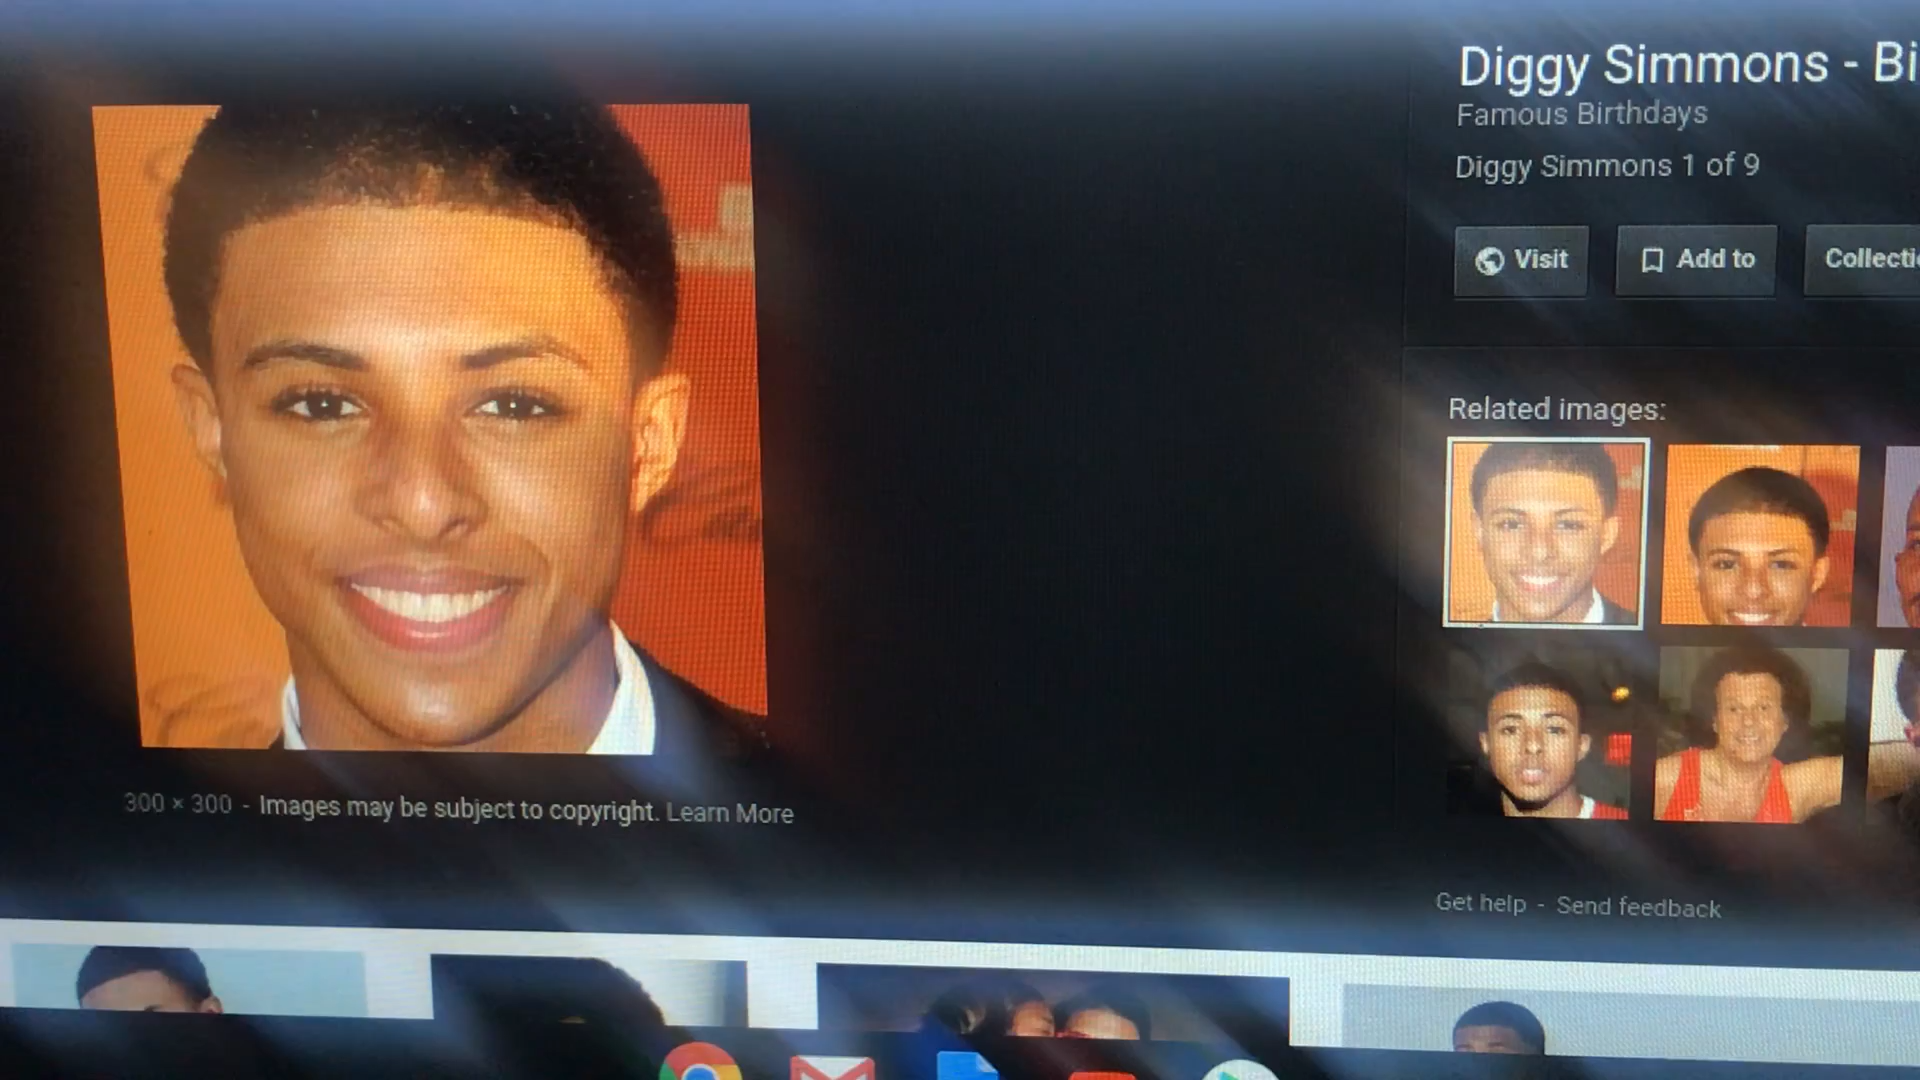 Diggy Simmons - Bi
Famous Birthdays
Diggy Simmons 1 of 9
Visit
Add to
Collecti
Related images:
300 × 300 - Images may be subject to copyright. Learn More
Get help - Send feedback